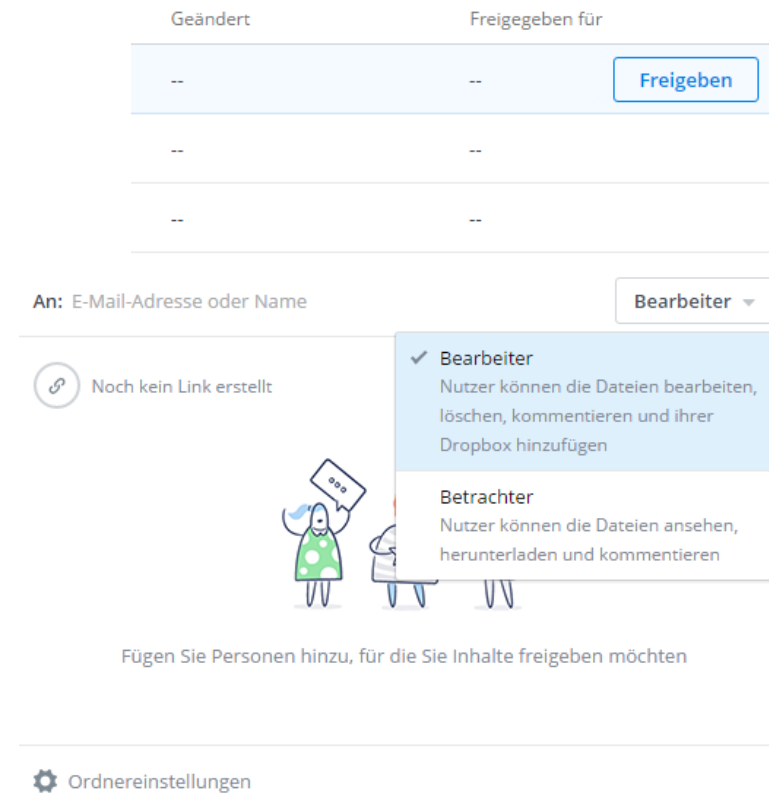 Geändert Freigegeben für
-- -- Freigeben
-- --
-- --
An: E-Mail-Adresse oder Name Bearbeiter
Noch kein Link erstellt
Bearbeiter
Nutzer können die Dateien bearbeiten,
löschen, kommentieren und ihrer
Dropbox hinzufügen
Betrachter
Nutzer können die Dateien ansehen,
herunterladen und kommentieren
Fügen Sie Personen hinzu, für die Sie Inhalte freigeben möchten
Ordnereinstellungen